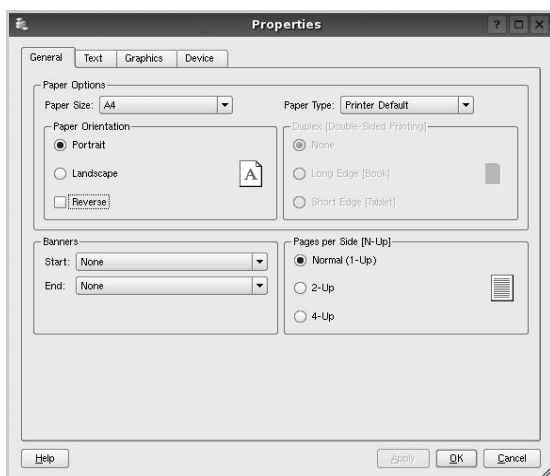 Properties
General Text Graphics Device
Paper Options
Paper Size: A4
Paper Type: Printer Default
Paper Orientation
Portrait
Landscape
Reverse
A
Duplex [Double-Sided Printing]
None
Long Edge [Book]
Short Edge [Tablet]
Banners
Start: None
End: None
Pages per Side [N-Up]
Normal (1-Up)
2-Up
4-Up
Help Apply OK Cancel